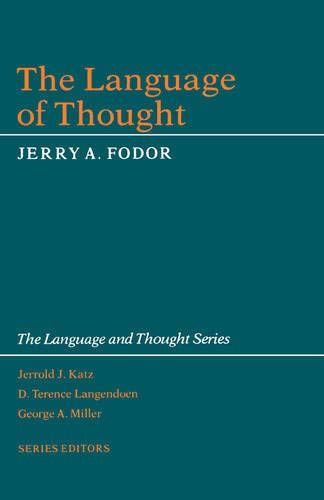 The Language
of Thought
JERRY A. FODOR
The Language and Thought Series
Jerrold J. Katz
D. Terence Langendoen
George A. Miller
SERIES EDITORS